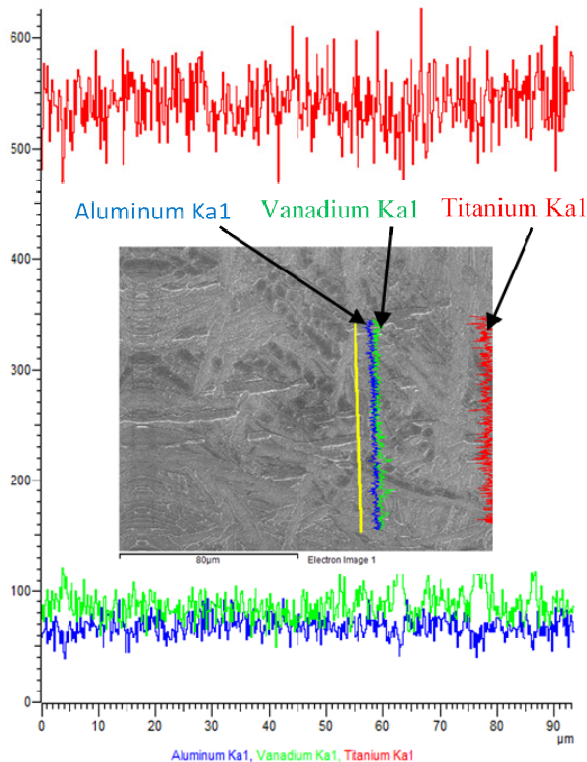 600
500
Aluminum Ka1 Vanadium Ka1 Titanium Ka1
400
300
200
80µm Electron Image 1
100
0
0 10 20 30 40 50 60 70 80 90
µm
Aluminum Ka1, Vanadium Ka1, Titanium Ka1